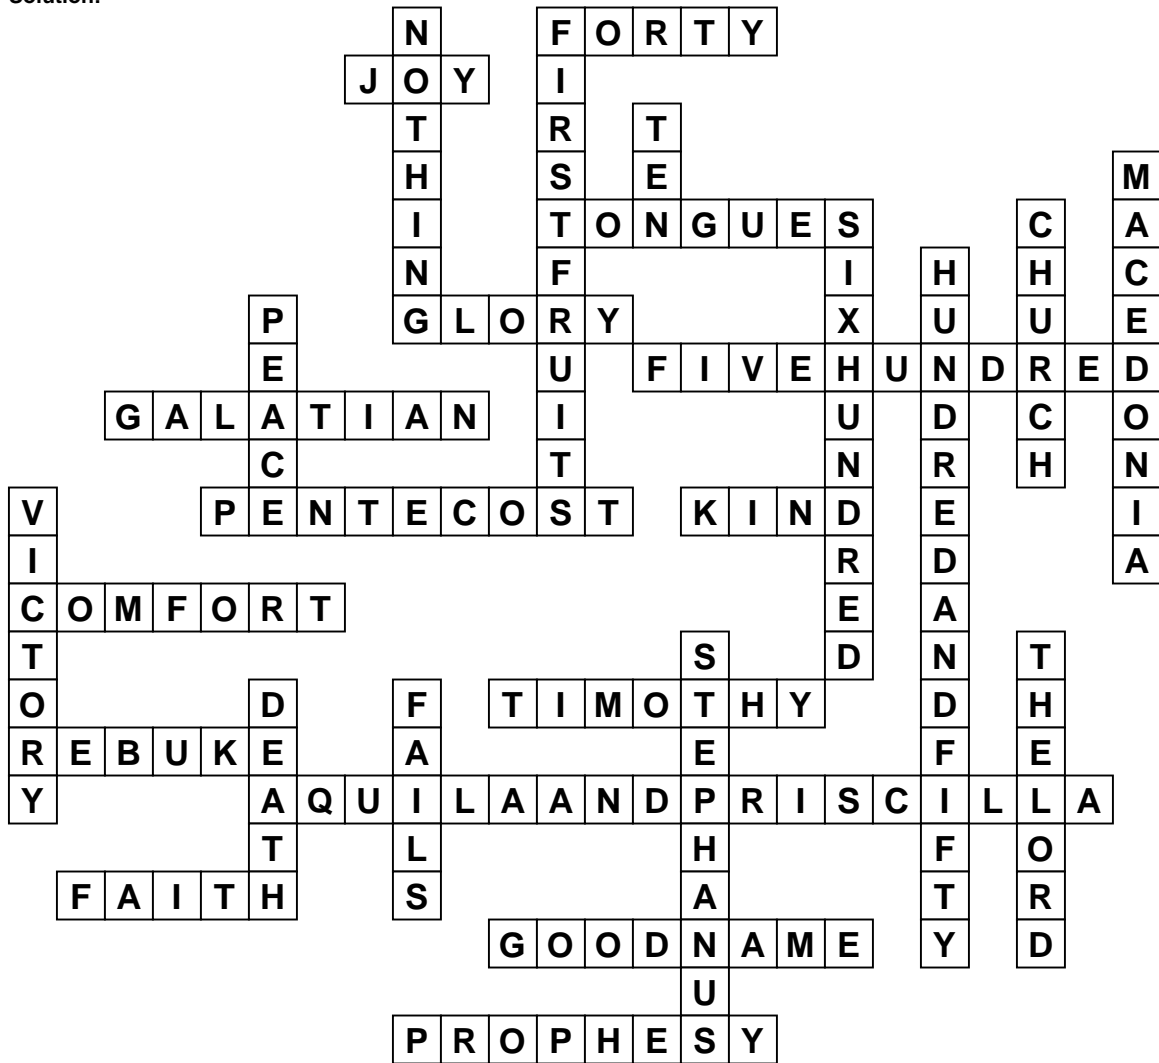 Solution:
N F O R T Y
J O Y I
T R T
H S E M
I T O N G U E S C A
N F I H H C
P G L O R Y X U U E
E U F I V E H U N D R E D
G A L A T I A N I U D C O
C T N R H N
V P E N T E C O S T K I N D E I
I R D A
C O M F O R T E A
T S D N T
O D F T I M O T H Y D H
R E B U K E A E F E
Y A Q U I L A A N D P R I S C I L L A
T L H F O
F A I T H S A T R
G O O D N A M E Y D
U
P R O P H E S Y